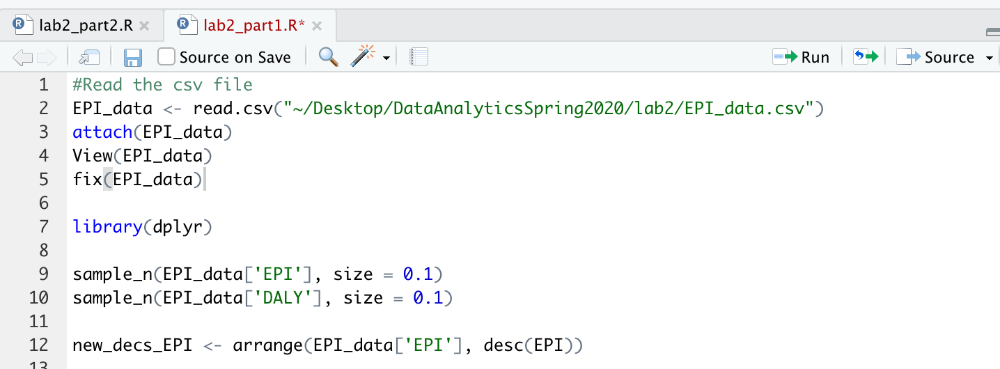 lab2_part2.R lab2_part1.R*
Source on Save Run Source
1 #Read the csv file
2 EPI_data <- read.csv("~/Desktop/DataAnalyticsSpring2020/lab2/EPI_data.csv")
3 attach(EPI_data)
4 View(EPI_data)
5 fix(EPI_data)
6
7 library(dplyr)
8
9 sample_n(EPI_data['EPI'], size = 0.1)
10 sample_n(EPI_data['DALY'], size = 0.1)
11
12 new_decs_EPI <- arrange(EPI_data['EPI'], desc(EPI))
13